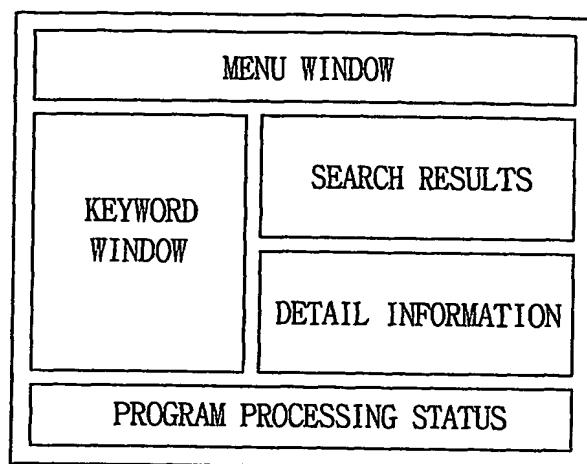 MENU WINDOW
KEYWORD
WINDOW
SEARCH RESULTS
DETAIL INFORMATION
PROGRAM PROCESSING STATUS